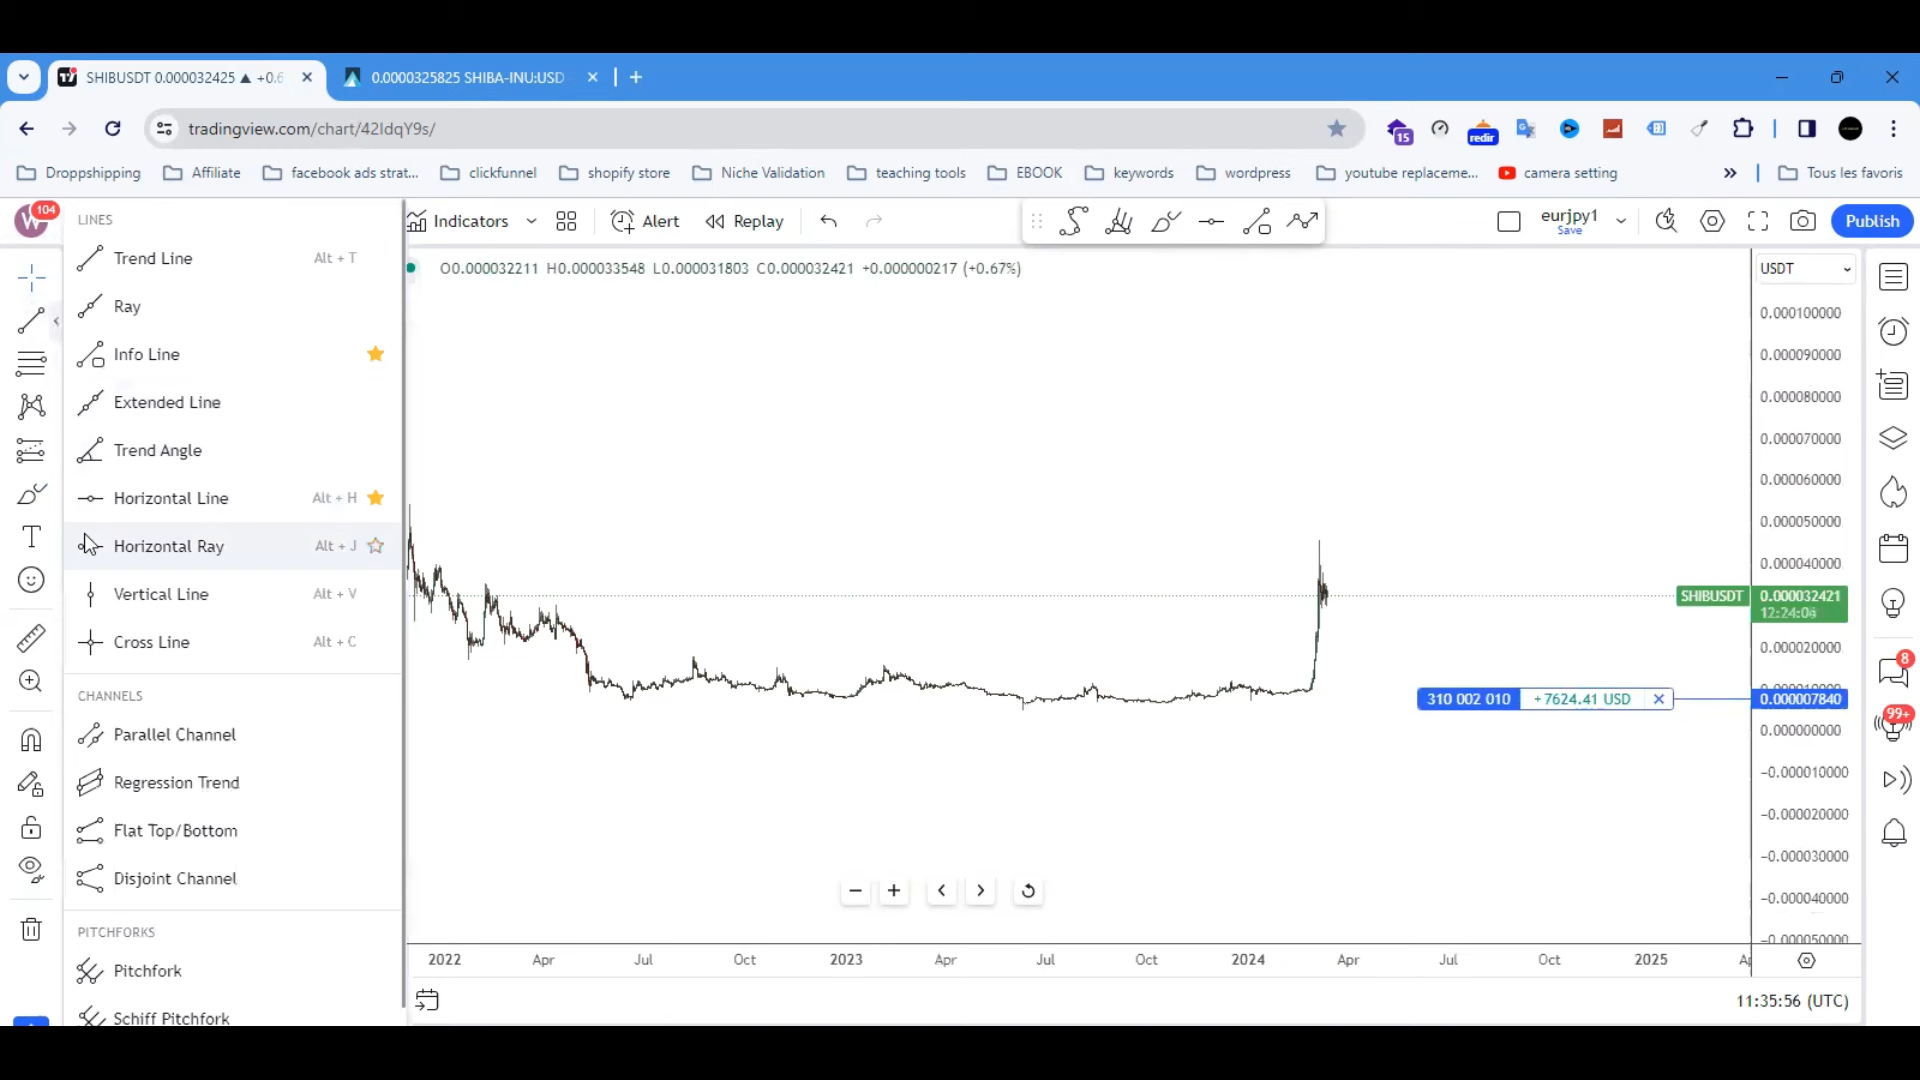 SHIBUSDT 0.000032425 ▲ +0.6
0.0000325825 SHIBA-INU:USD
tradingview.com/chart/42IdqY9s/
15
redir
Droppshipping
Affiliate
facebook ads strat...
clickfunnel
shopify store
Niche Validation
teaching tools
EBOOK
keywords
wordpress
youtube replaceme...
camera setting
Tous les favoris
W
104
LINES
Trend Line Alt + T
Ray
Info Line
Extended Line
Trend Angle
Horizontal Line Alt + H
Horizontal Ray Alt + J
Vertical Line Alt + V
Cross Line Alt + C
CHANNELS
Parallel Channel
Regression Trend
Flat Top/Bottom
Disjoint Channel
PITCHFORKS
Pitchfork
Schiff Pitchfork
Indicators
Alert
Replay
eurjpy1
Save
Publish
O0.000032211 H0.000033548 L0.000031803 C0.000032421 +0.000000217 (+0.67%)
USDT
0.000100000
0.000090000
0.000080000
0.000070000
0.000060000
0.000050000
0.000040000
SHIBUSDT 0.000032421
12:24:04
0.000020000
310 002 010 +7624.41 USD 0.000007840
0.000000000
−0.000010000
−0.000020000
−0.000030000
−0.000040000
−0.000050000
8
99+
2022 Apr Jul Oct 2023 Apr Jul Oct 2024 Apr Jul Oct 2025
11:35:56 (UTC)